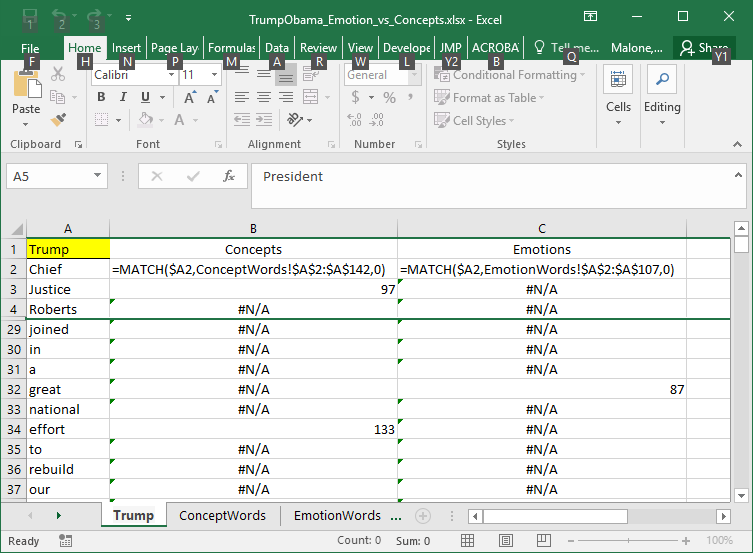 TrumpObama_Emotion_vs_Concepts.xlsx - Excel
1 2 3
File Home Insert Page Lay Formulas Data Review View Develope JMP ACROBA Tell me... Malone,... Share
F H N P M A R W L Y2 B Q Y1
Calibri 11 General Conditional Formatting
Paste B I U A A $ % , Format as Table Cells Editing
A A Cell Styles
Clipboard Font Alignment Number Styles
A5 fx President
A B C
1 Trump Concepts Emotions
2 Chief =MATCH($A2,ConceptWords!$A$2:$A$142,0) =MATCH($A2,EmotionWords!$A$2:$A$107,0)
3 Justice 97 #N/A
4 Roberts #N/A #N/A
29 joined #N/A #N/A
30 in #N/A #N/A
31 a #N/A #N/A
32 great 87
33 national #N/A #N/A
34 effort 133 #N/A
35 to #N/A #N/A
36 rebuild #N/A #N/A
37 our #N/A #N/A
Trump ConceptWords EmotionWords ...
Ready Count: 0 Sum: 0 100%